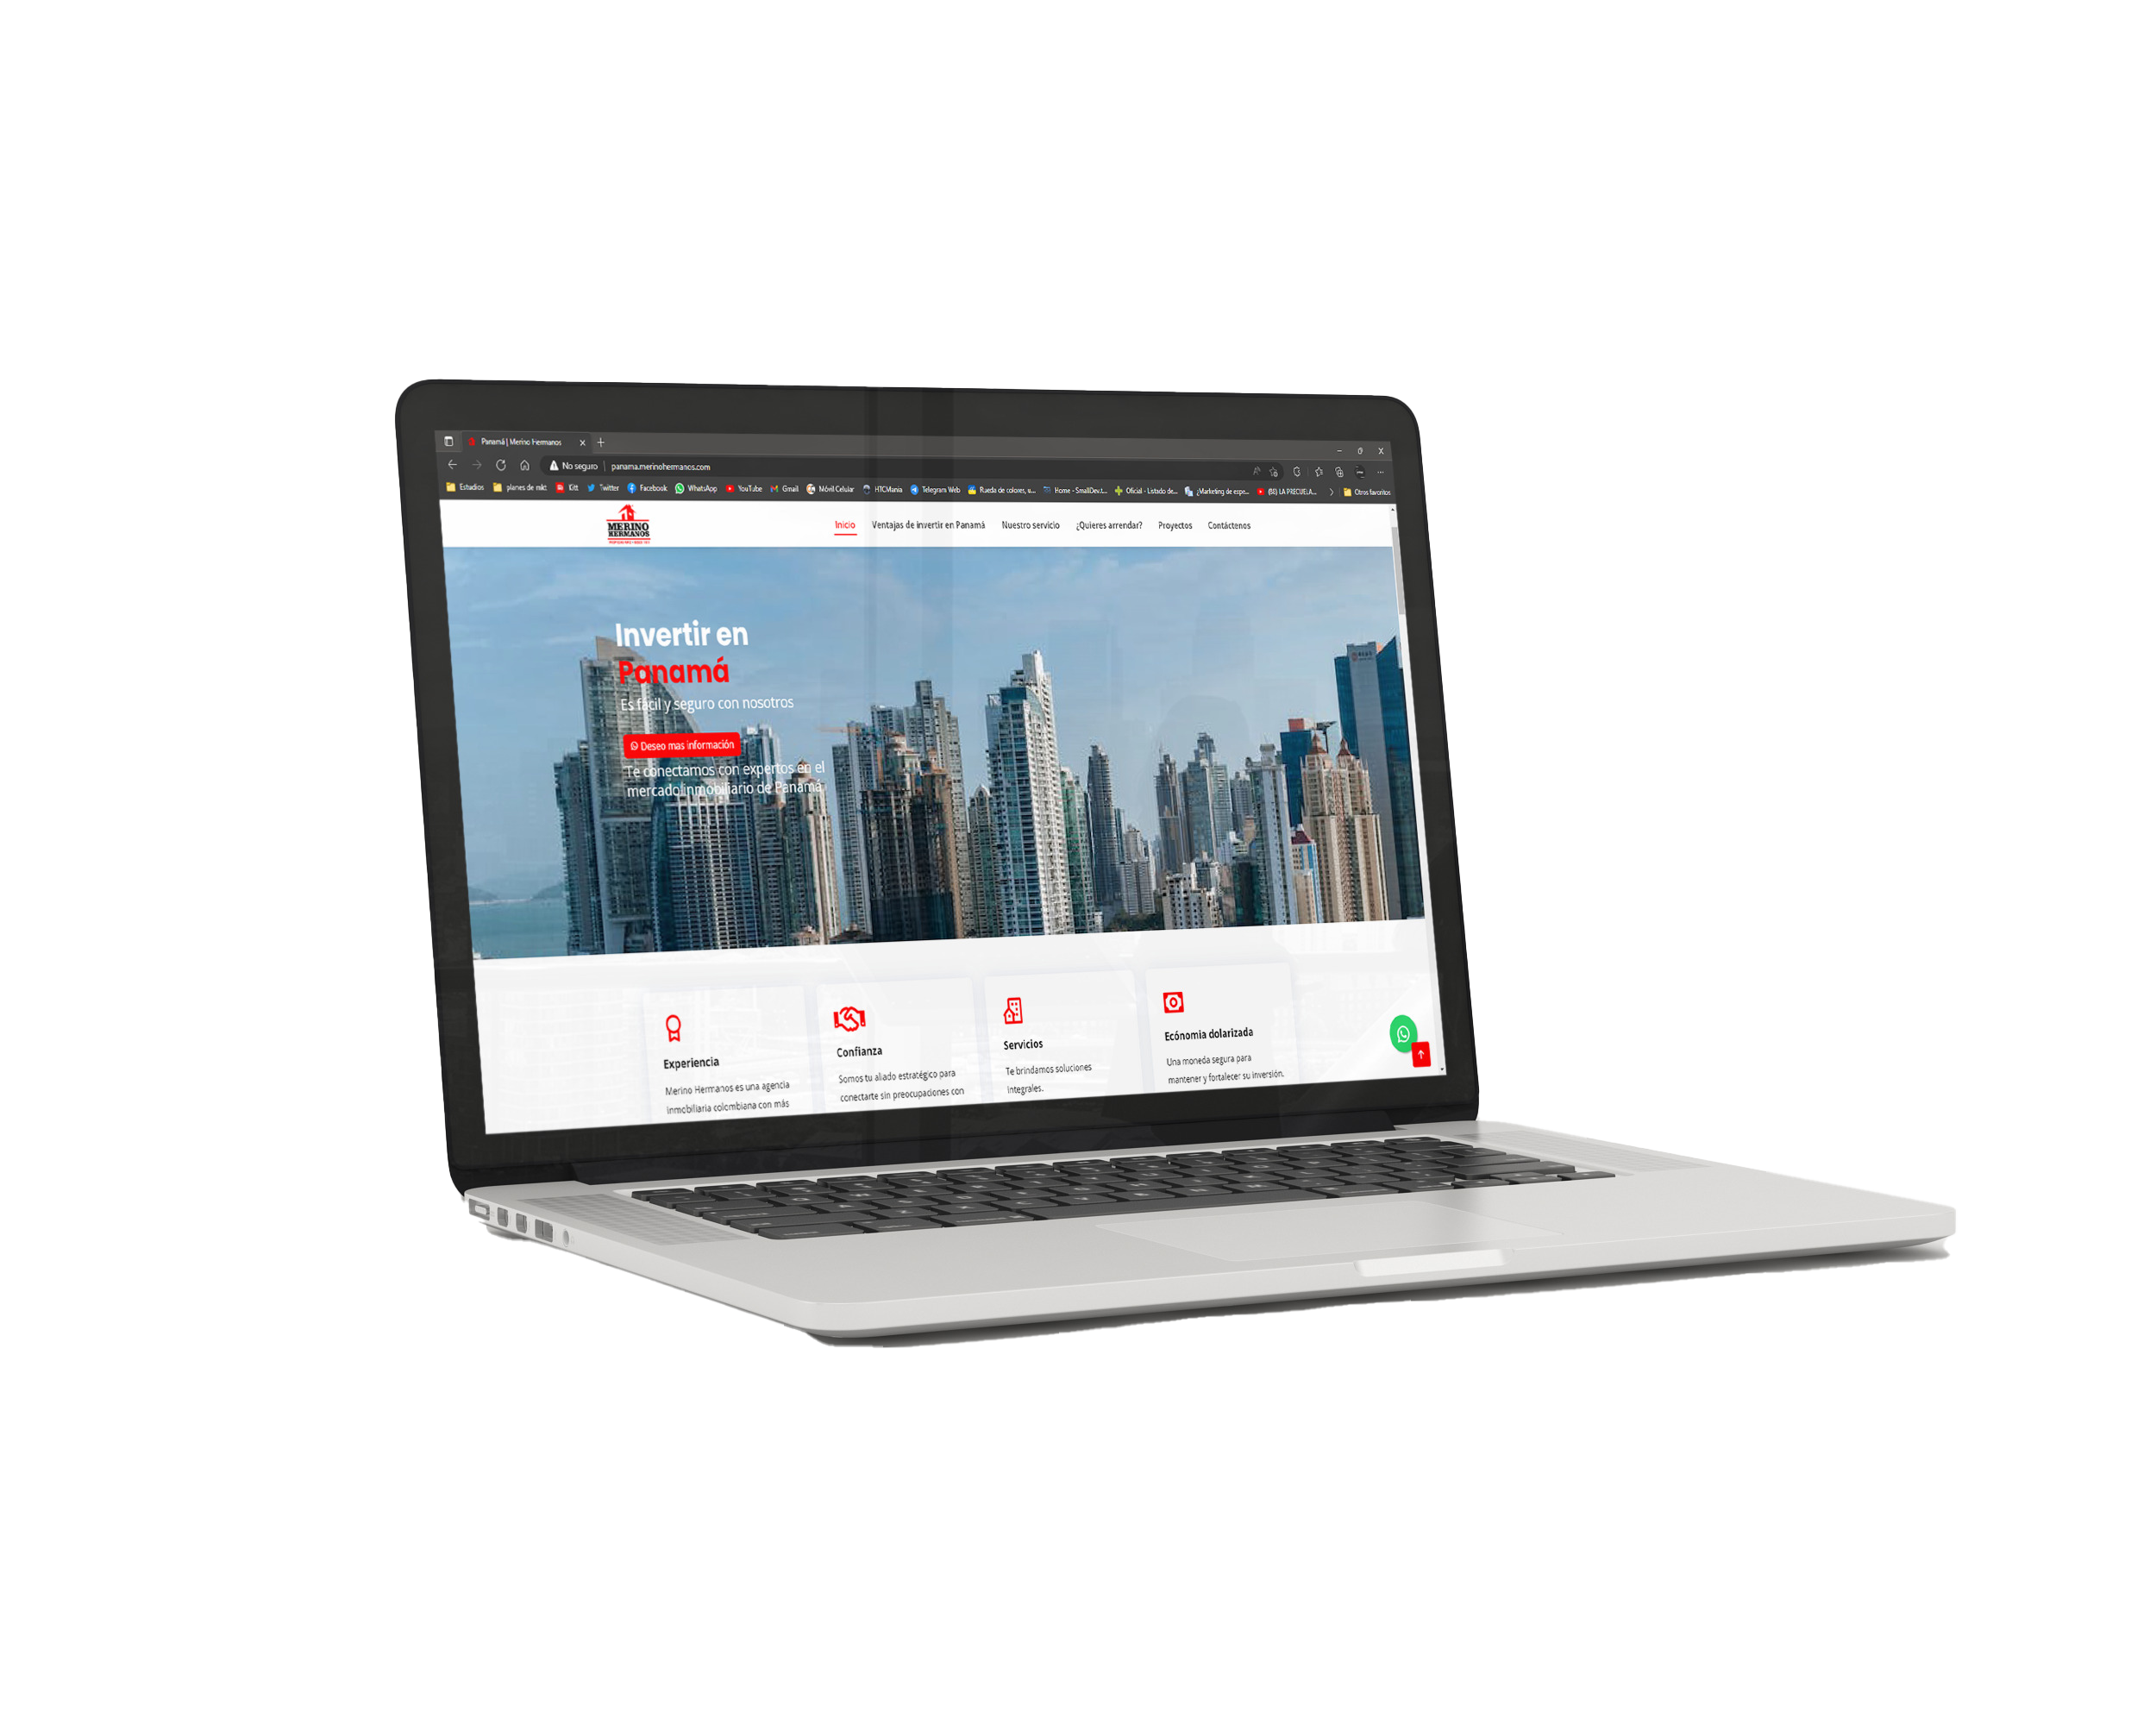 Panamá | Merino Hermanos
No seguro | panama.merinohermanos.com
Estudios planes de mkt Kitt Twitter Facebook WhatsApp YouTube Gmail Móvil Celular HTCMania Telegram Web Rueda de colores, u... Home - SmallDev.t... Oficial - Listado de... ¿Marketing de espe... LA PRECUELA... Otros favoritos
MERINO
HERMANOS
Inicio Ventajas de invertir en Panamá Nuestro servicio ¿Quieres arrendar? Proyectos Contáctenos
Invertir en
Panamá
Es fácil y seguro con nosotros
Deseo mas información
Te conectamos con expertos en el
mercado inmobiliario de Panamá
Experiencia
Merino Hermanos es una agencia
inmobiliaria colombiana con más
Confianza
Somos tu aliado estratégico para
conectarte sin preocupaciones con
Servicios
Te brindamos soluciones
integrales.
Ecónomia dolarizada
Una moneda segura para
mantener y fortalecer su inversión.